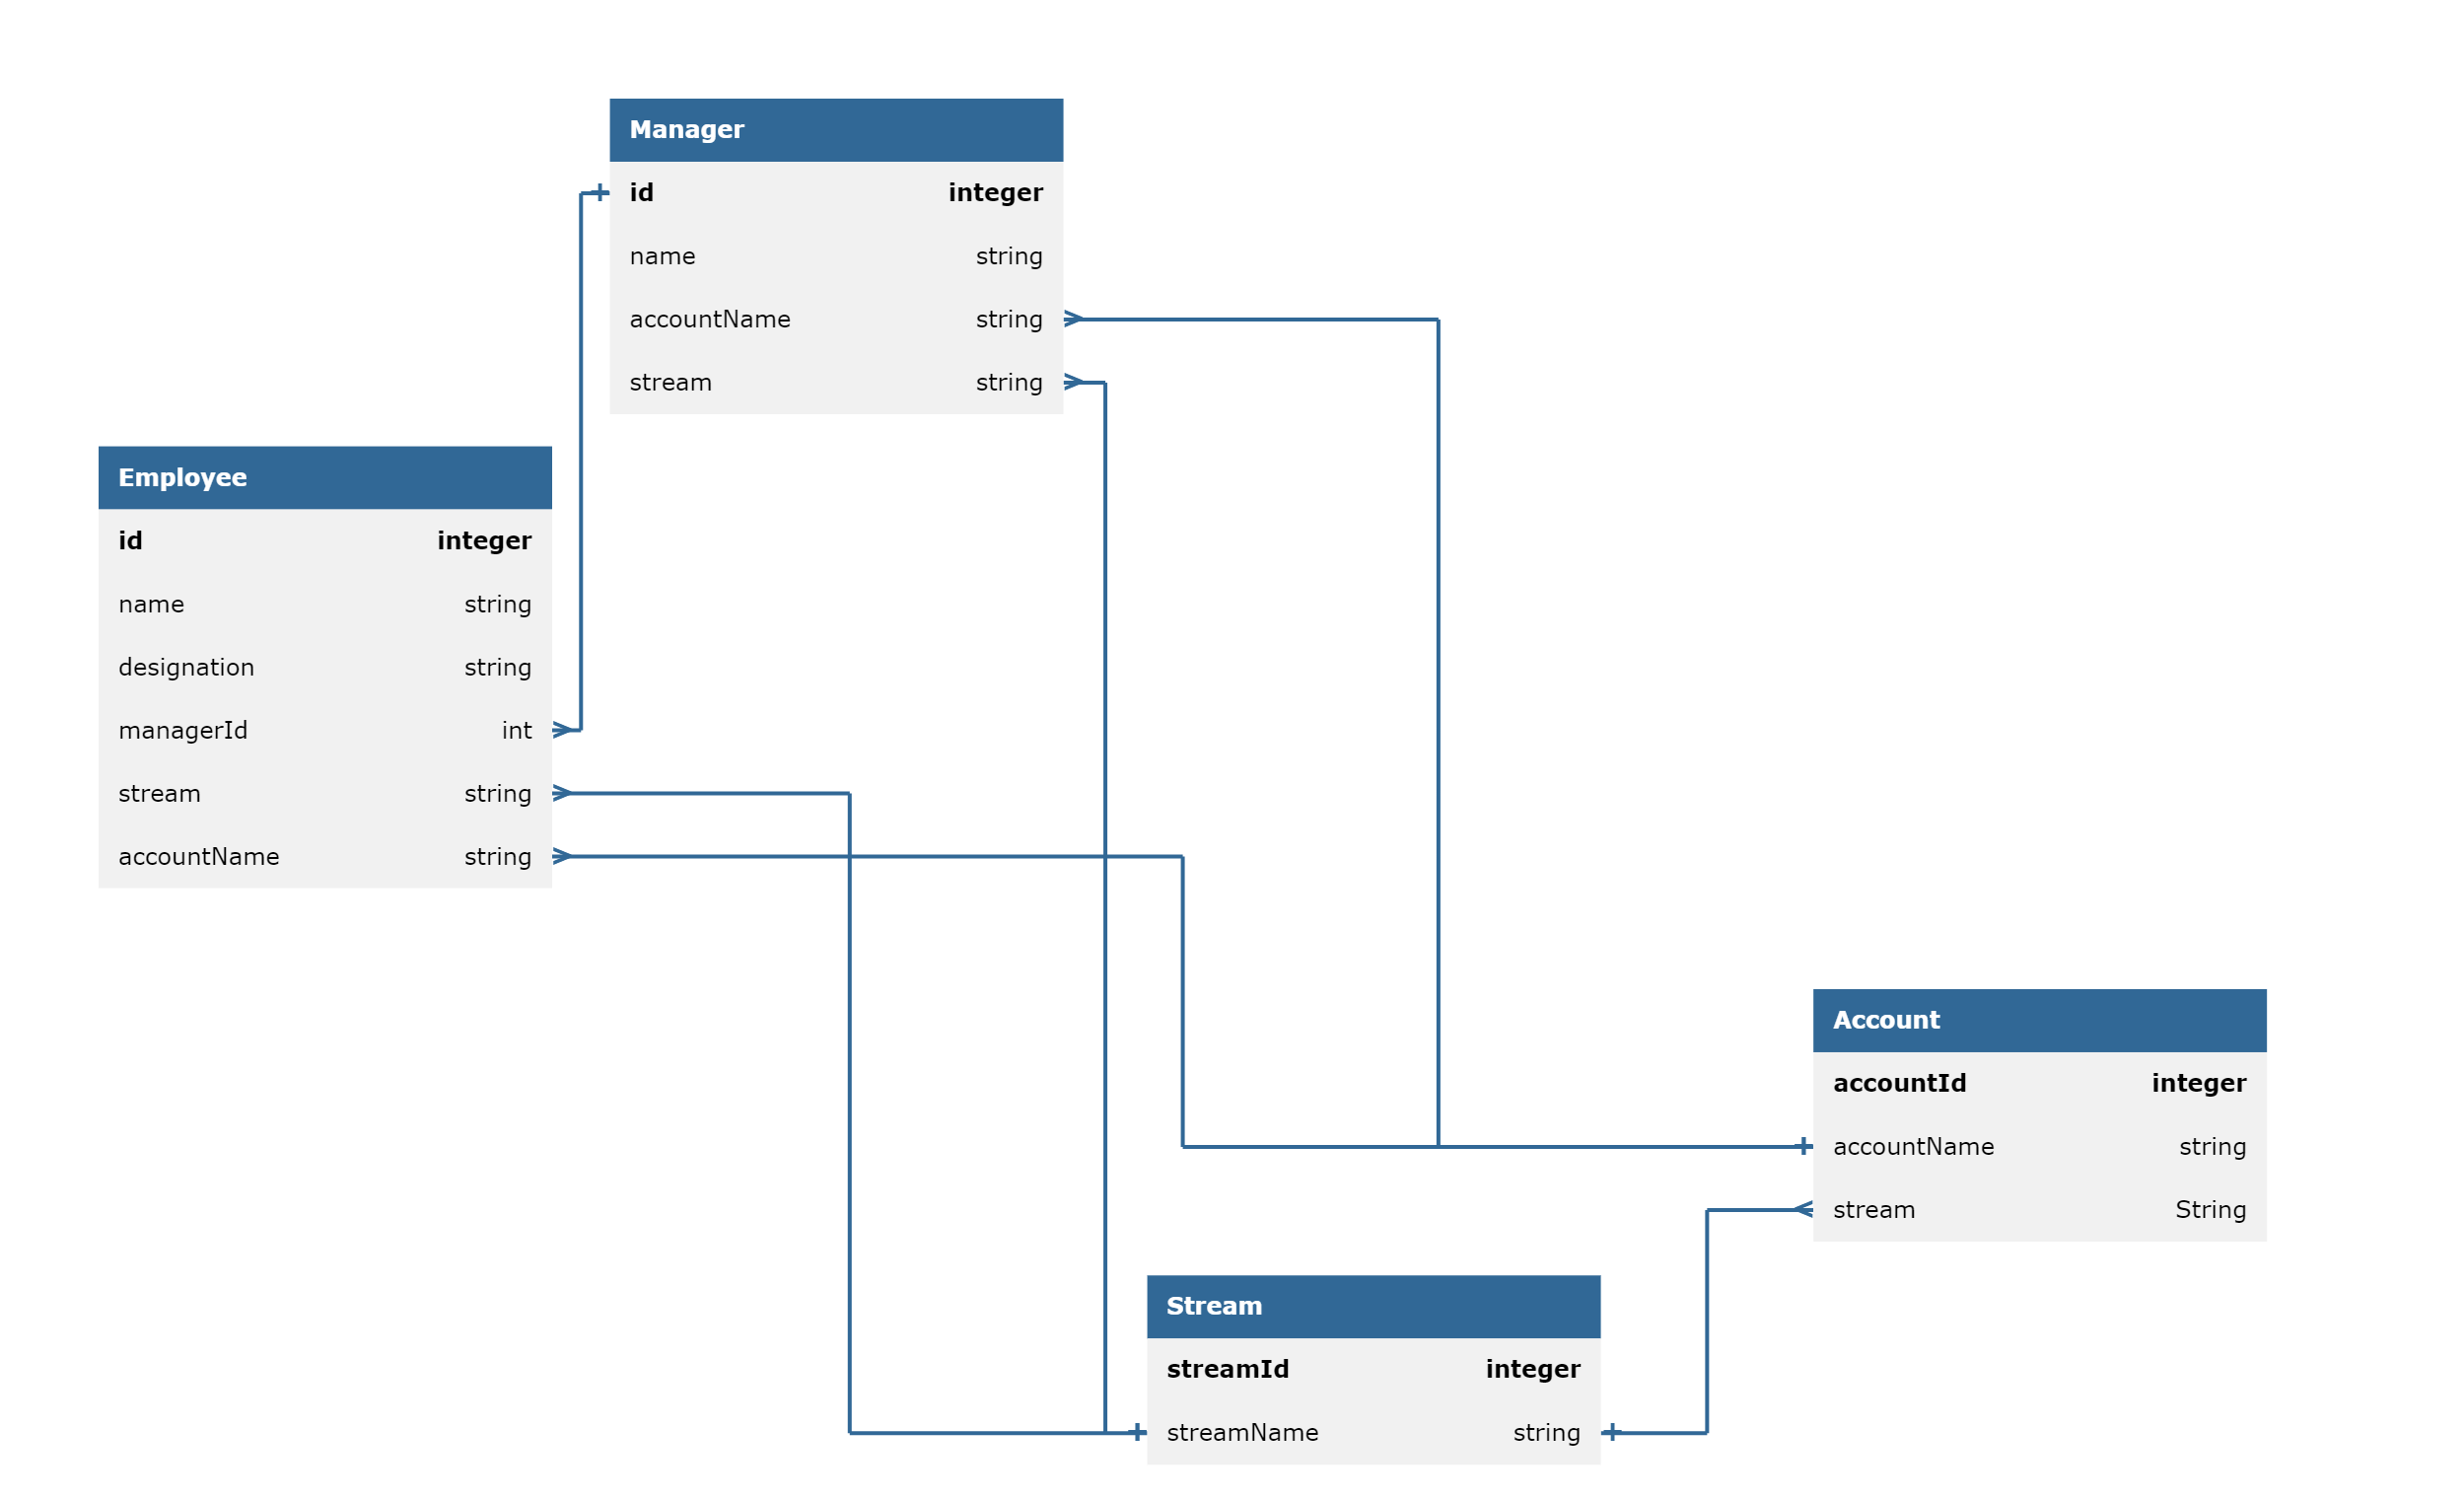 Manager
id integer
name string
accountName string
stream string
Employee
id integer
name string
designation string
managerId int
stream string
accountName string
Account
accountId integer
accountName string
stream String
Stream
streamId integer
streamName string